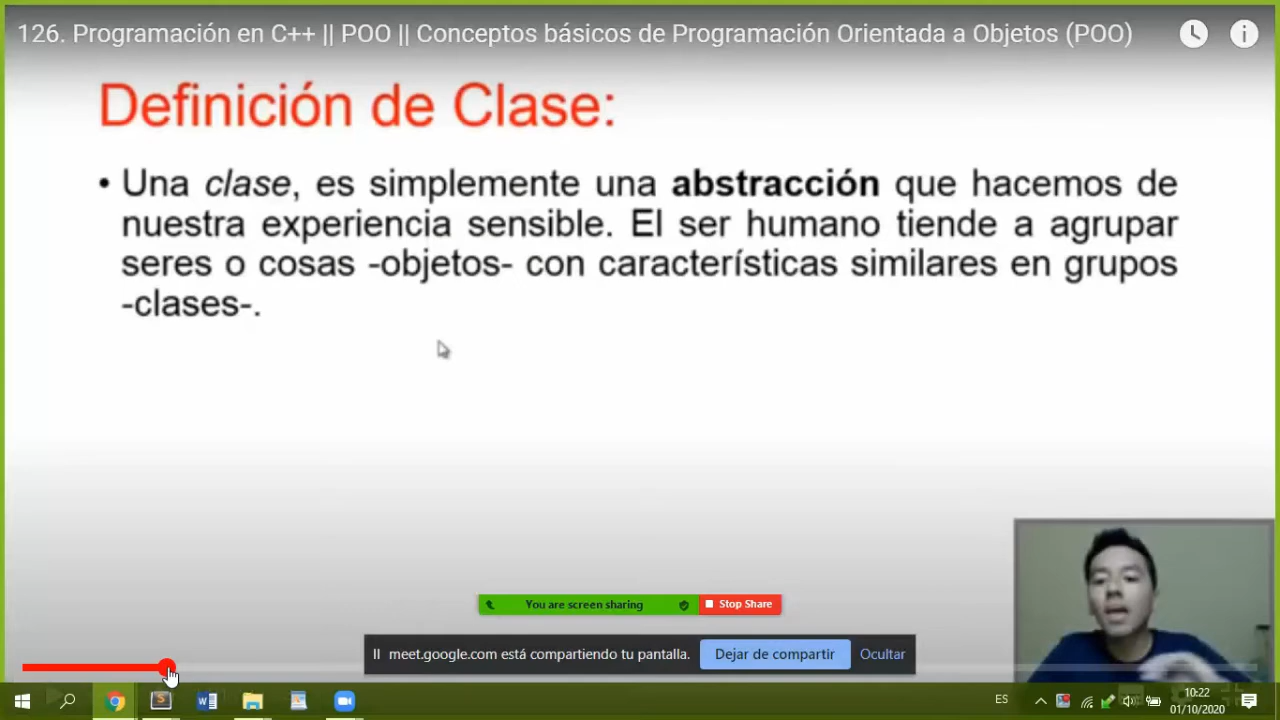 126. Programación en C++ || POO || Conceptos básicos de Programación Orientada a Objetos (POO)
Definición de Clase:
• Una clase, es simplemente una abstracción que hacemos de
nuestra experiencia sensible. El ser humano tiende a agrupar
seres o cosas -objetos- con características similares en grupos
-clases-.
You are screen sharing
Stop Share
meet.google.com está compartiendo tu pantalla.
Dejar de compartir
Ocultar
ES
10:22
01/10/2020